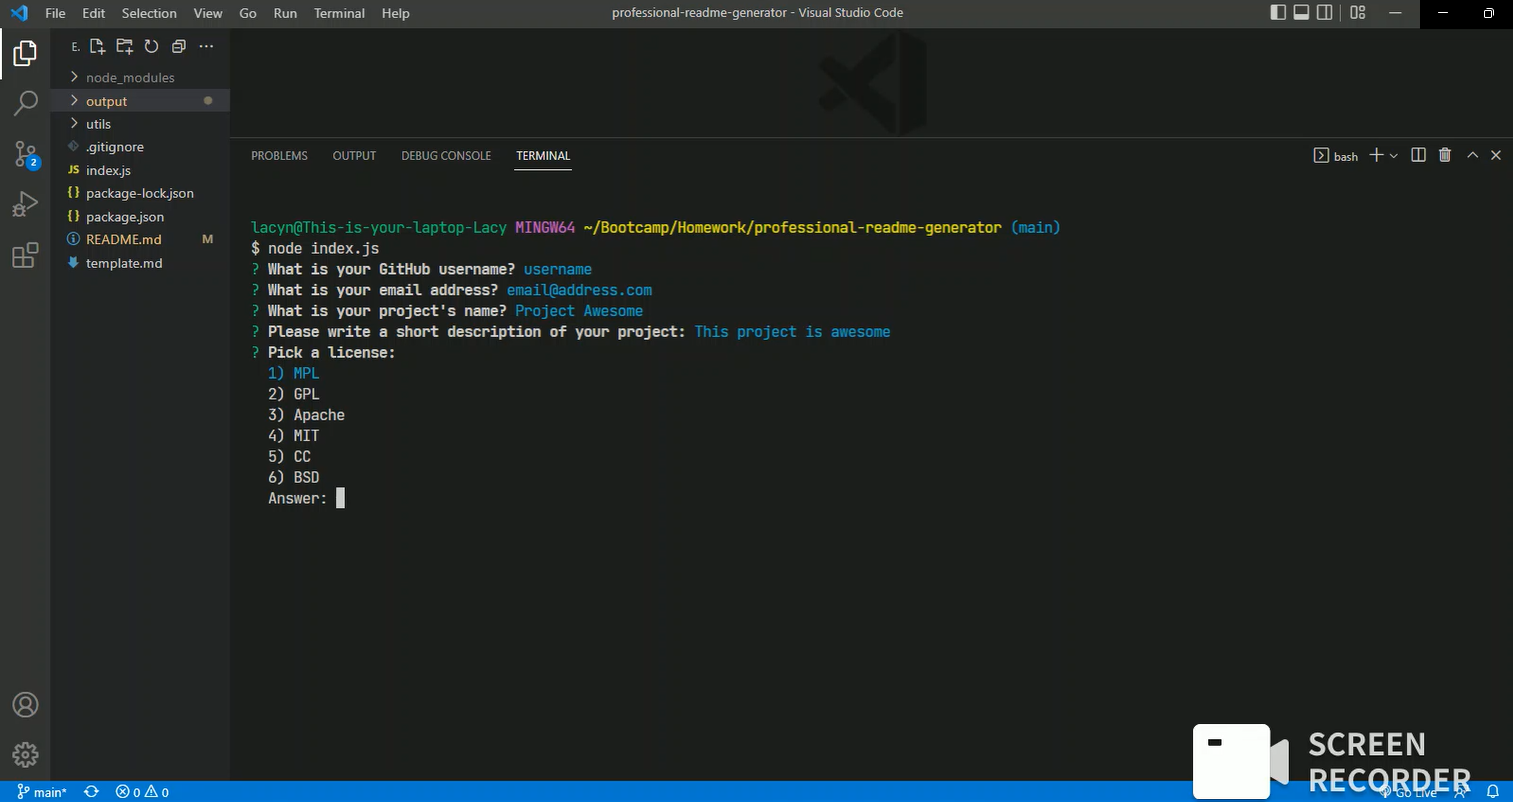 File Edit Selection View Go Run Terminal Help
professional-readme-generator - Visual Studio Code
E.
node_modules
output
utils
.gitignore
JS index.js
{} package-lock.json
{} package.json
README.md M
template.md
2
PROBLEMS OUTPUT DEBUG CONSOLE TERMINAL
bash
lacyn@This-is-your-laptop-Lacy MINGW64 ~/Bootcamp/Homework/professional-readme-generator (main)
$ node index.js
? What is your GitHub username? username
? What is your email address? email@address.com
? What is your project's name? Project Awesome
? Please write a short description of your project: This project is awesome
? Pick a license:
1) MPL
2) GPL
3) Apache
4) MIT
5) CC
6) BSD
Answer:
SCREEN
RECORDER
main* 0 0
Go Live